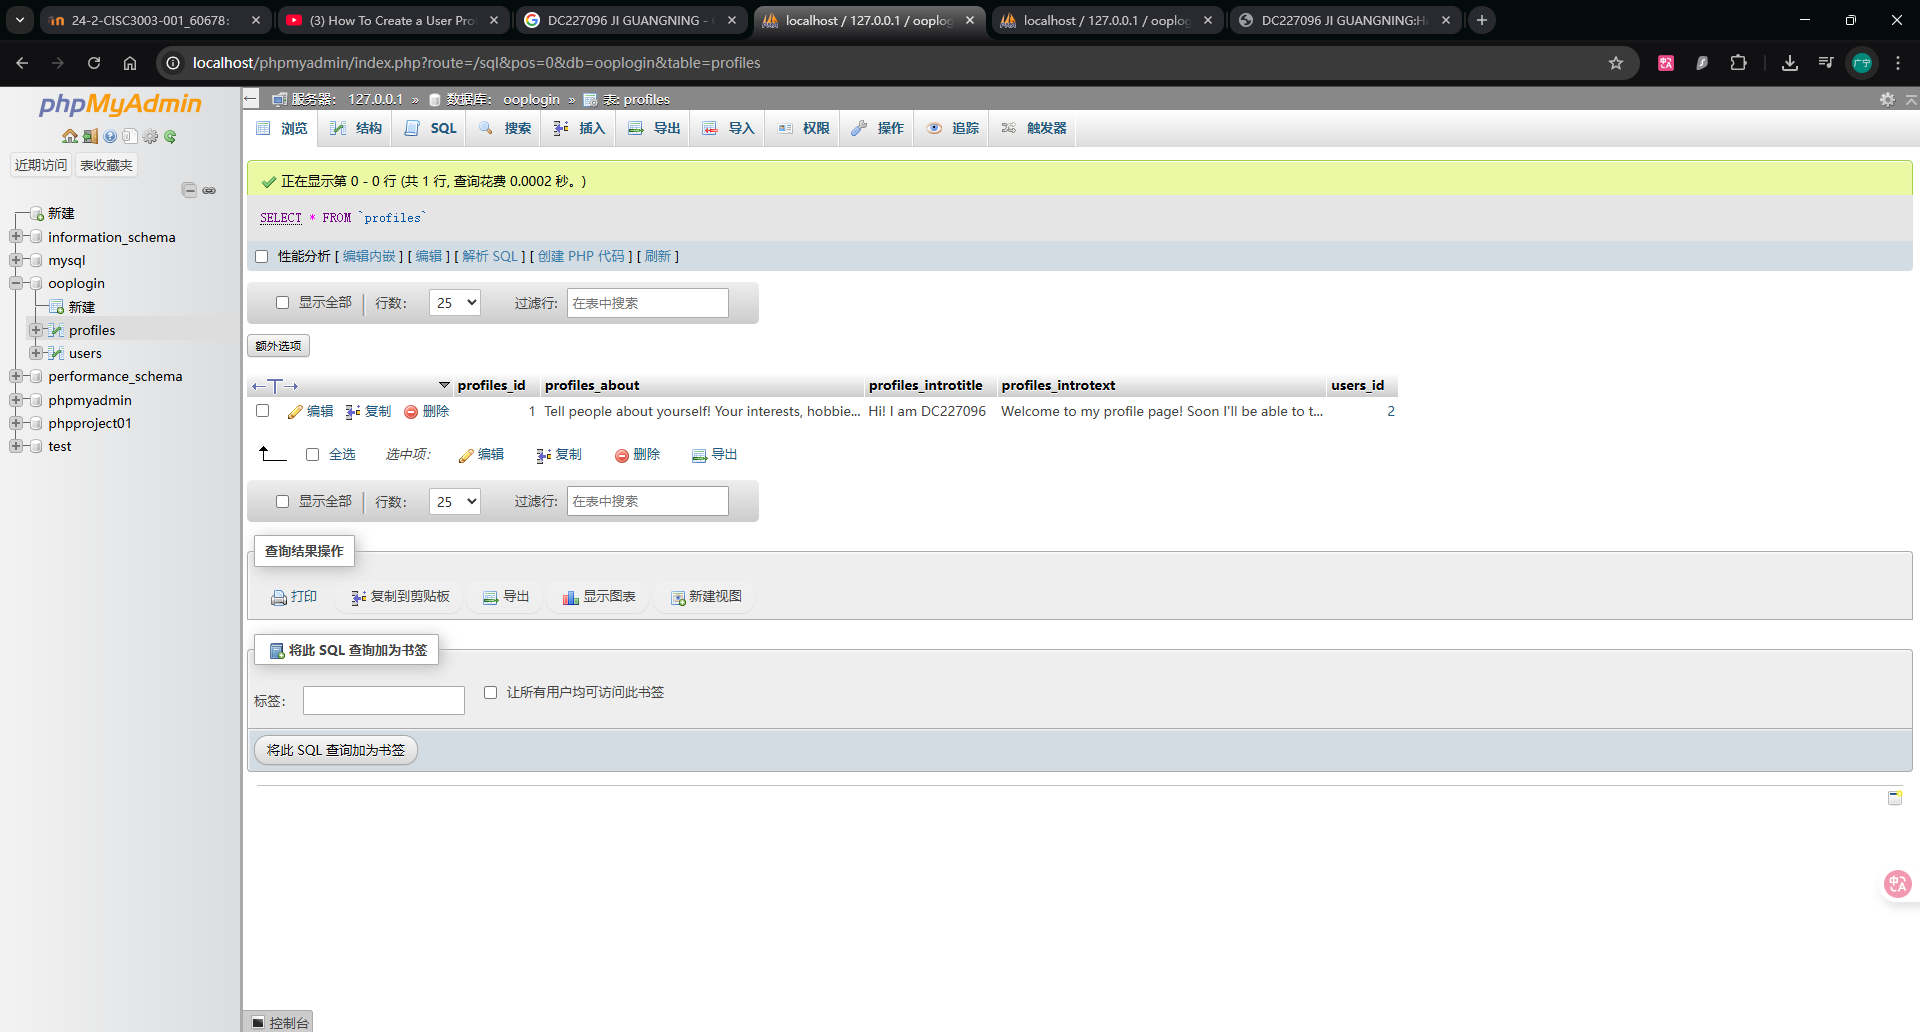 24-2-CISC3003-001_60678:
(3) How To Create a User Pro
DC227096 JI GUANGNING -
localhost / 127.0.0.1 / ooplog
localhost / 127.0.0.1 / ooplog
DC227096 JI GUANGNING:H
localhost/phpmyadmin/index.php?route=/sql&pos=0&db=ooplogin&table=profiles
广宁
phpMyAdmin
近期访问 表收藏夹
新建
information_schema
mysql
ooplogin
新建
profiles
users
performance_schema
phpmyadmin
phpproject01
test
服务器: 127.0.0.1 » 数据库: ooplogin » 表: profiles
浏览 结构 SQL 搜索 插入 导出 导入 权限 操作 追踪 触发器
正在显示第 0 - 0 行 (共 1 行, 查询花费 0.0002 秒。)
SELECT * FROM `profiles`
性能分析 [ 编辑内嵌 ] [ 编辑 ] [ 解析 SQL ] [ 创建 PHP 代码 ] [ 刷新 ]
显示全部 行数: 25 过滤行: 在表中搜索
额外选项
profiles_id profiles_about profiles_introtitle profiles_introtext users_id
编辑 复制 删除 1 Tell people about yourself! Your interests, hobbie... Hi! I am DC227096 Welcome to my profile page! Soon I'll be able to t... 2
全选 选中项: 编辑 复制 删除 导出
显示全部 行数: 25 过滤行: 在表中搜索
查询结果操作
打印 复制到剪贴板 导出 显示图表 新建视图
将此 SQL 查询加为书签
标签: 让所有用户均可访问此书签
将此 SQL 查询加为书签
控制台